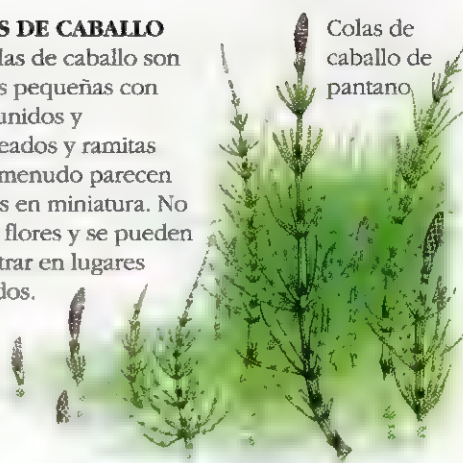 S DE CABALLO
las de caballo son
s pequeñas con
unidos y
eados y ramitas
menudo parecen
s en miniatura. No
flores y se pueden
trar en lugares
dos.
Colas de
caballo de
pantano